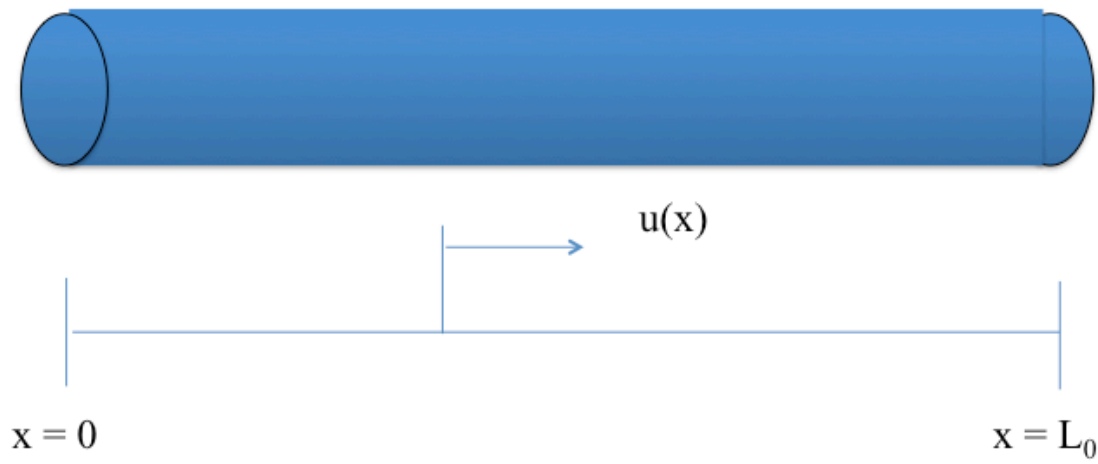 u(x)
x = 0
x = L₀